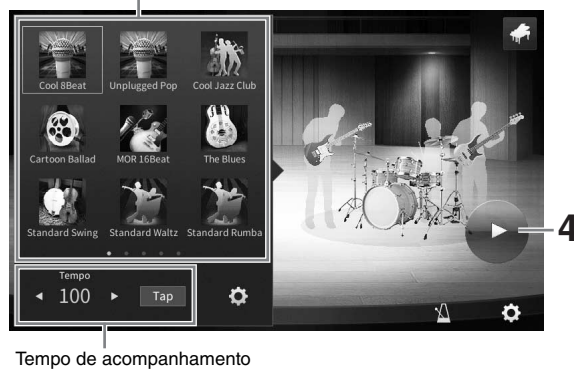 Cool 8Beat Unplugged Pop Cool Jazz Club
Cartoon Ballad MOR 16Beat The Blues
Standard Swing Standard Waltz Standard Rumba
4
Tempo
100 Tap
Tempo de acompanhamento